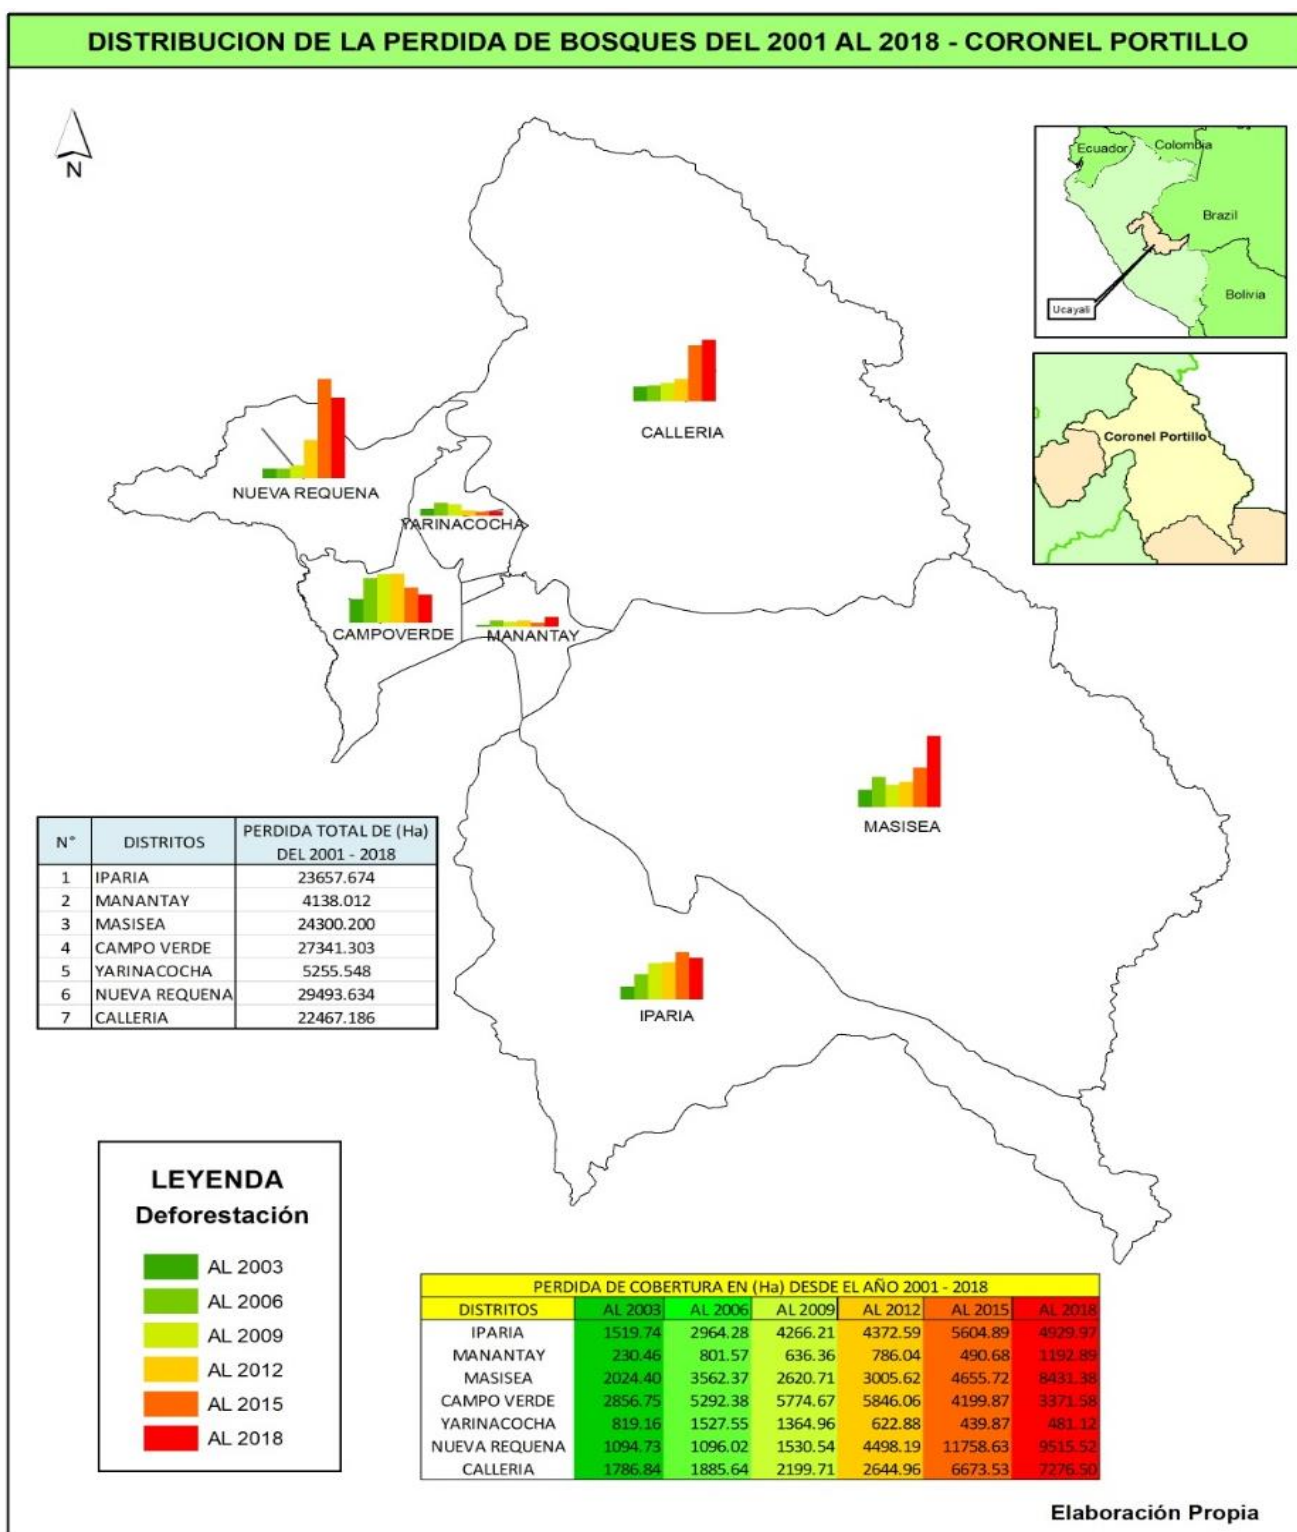 DISTRIBUCION DE LA PERDIDA DE BOSQUES DEL 2001 AL 2018 - CORONEL PORTILLO
N
Ecuador
Colombia
Brazil
Bolivia
Ucayali
Coronel Portillo
CALLERIA
NUEVA REQUENA
YARINACOCHA
CAMPOVERDE
MANANTAY
MASISEA
IPARIA
N° DISTRITOS PERDIDA TOTAL DE (Ha)
DEL 2001 - 2018
1 IPARIA 23657.674
2 MANANTAY 4138.012
3 MASISEA 24300.200
4 CAMPO VERDE 27341.303
5 YARINACOCHA 5255.548
6 NUEVA REQUENA 29493.634
7 CALLERIA 22467.186
LEYENDA
Deforestación
AL 2003
AL 2006
AL 2009
AL 2012
AL 2015
AL 2018
PERDIDA DE COBERTURA EN (Ha) DESDE EL AÑO 2001 - 2018
DISTRITOS AL 2003 AL 2006 AL 2009 AL 2012 AL 2015 AL 2018
IPARIA 1519.74 2964.28 4266.21 4372.59 5604.89 4929.97
MANANTAY 230.46 801.57 636.36 786.04 490.68 1192.89
MASISEA 2024.40 3562.37 2620.71 3005.62 4655.72 8431.38
CAMPO VERDE 2856.75 5292.38 5774.67 5846.06 4199.87 3371.58
YARINACOCHA 819.16 1527.55 1364.96 622.88 439.87 481.12
NUEVA REQUENA 1094.73 1096.02 1530.54 4498.19 11758.63 9515.52
CALLERIA 1786.84 1885.64 2199.71 2644.96 6673.53 7276.50
Elaboración Propia